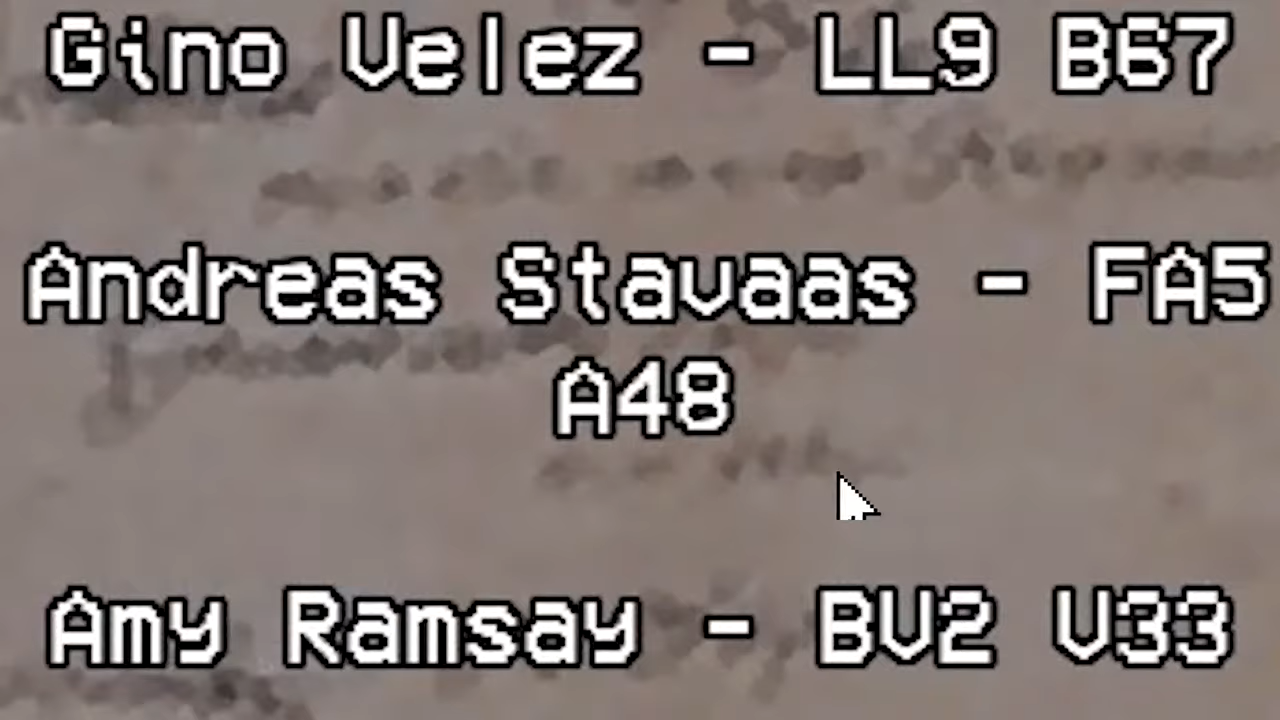 Gino Velez - LL9 B67
Andreas Stavaas - FA5
A48
Amy Ramsay - BV2 V33